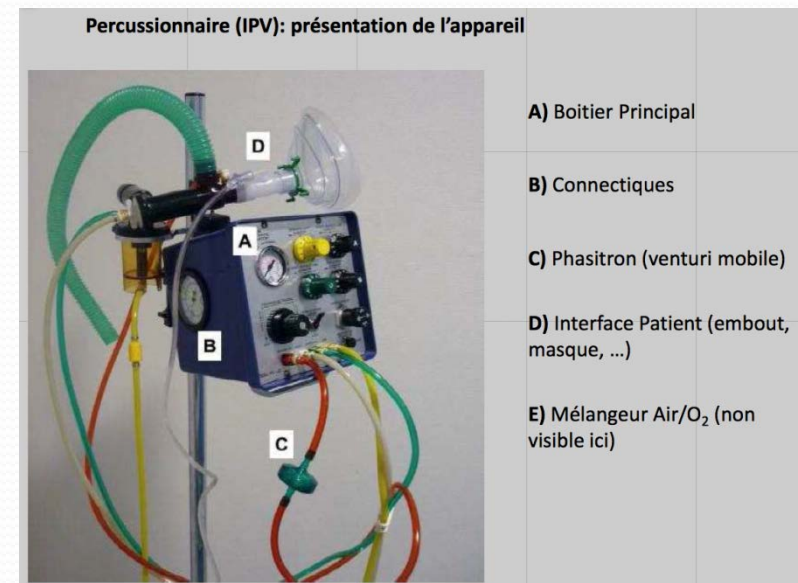 Percussionnaire (IPV): présentation de l'appareil
D
A
B
C
A) Boitier Principal
B) Connectiques
C) Phasitron (venturi mobile)
D) Interface Patient (embout,
masque, ...)
E) Mélangeur Air/O₂ (non
visible ici)